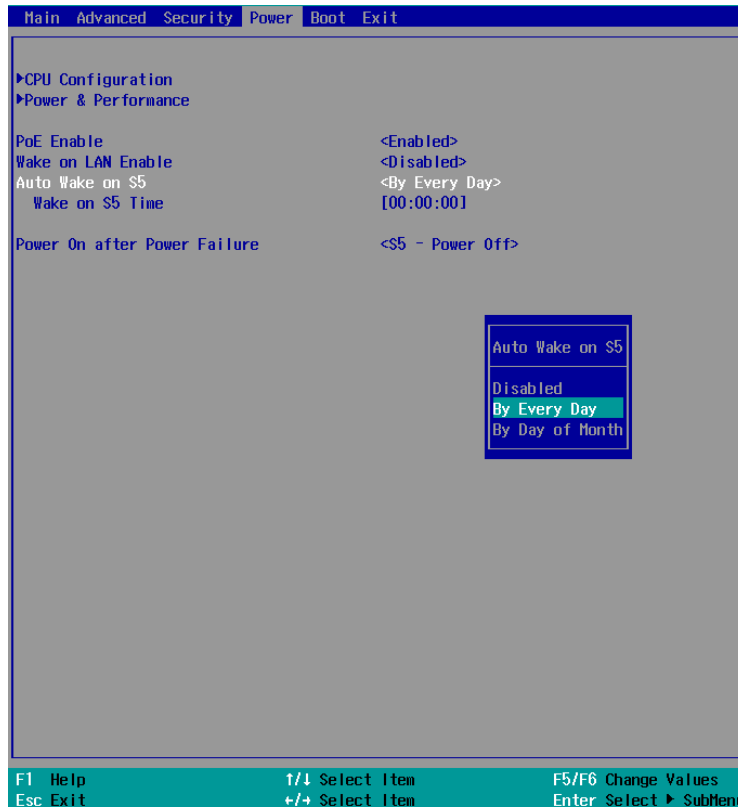 Main Advanced Security Power Boot Exit
▶CPU Configuration
▶Power & Performance
PoE Enable <Enabled>
Wake on LAN Enable <Disabled>
Auto Wake on S5 <By Every Day>
Wake on S5 Time [00:00:00]
Power On after Power Failure <S5 - Power Off>
Auto Wake on S5
Disabled
By Every Day
By Day of Month
F1 Help ↑/↓ Select Item F5/F6 Change Values
Esc Exit ←/→ Select Item Enter Select ▶ SubMenu